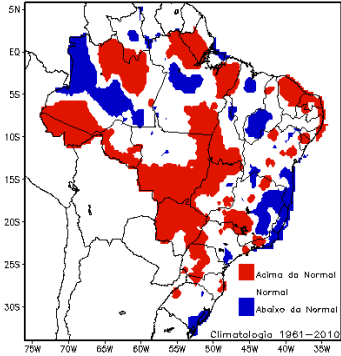 5N
EQ
5S
10S
15S
20S
25S
30S
Acima da Normal
Normal
Abaixo da Normal
Climatologia 1961-2010
75W 70W 65W 60W 55W 50W 45W 40W 35W